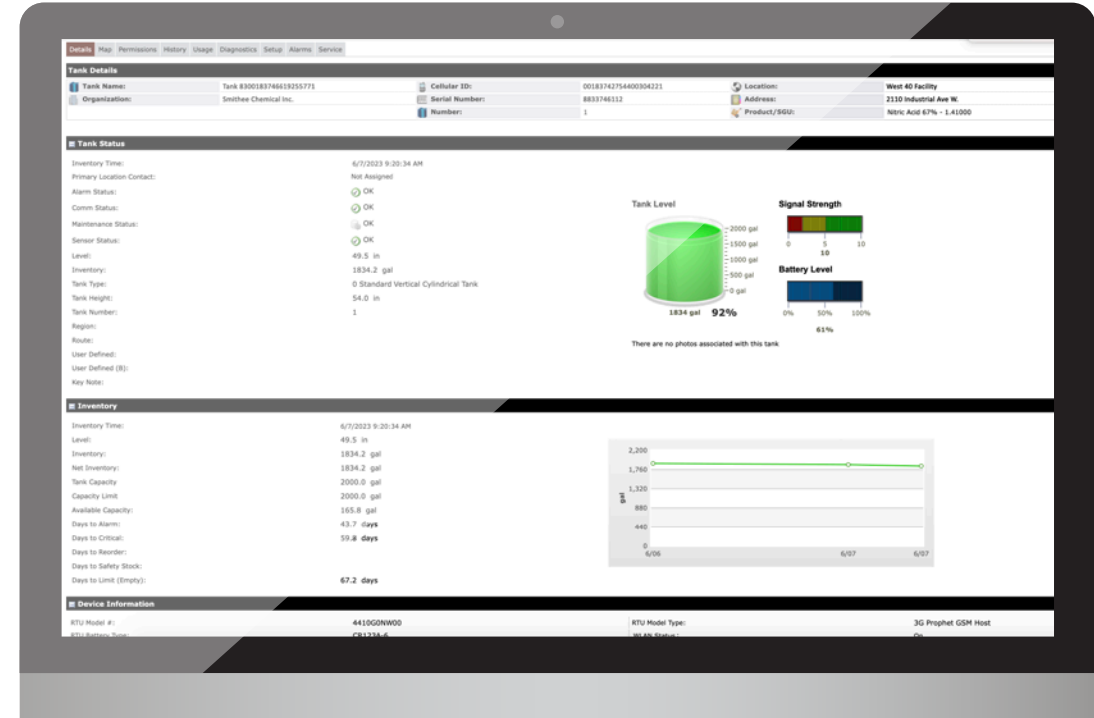 Details Map Permissions History Usage Diagnostics Setup Alarms Service
Tank Details
Tank Name: Tank 8300183746619255771 Cellular ID: 00183742754400304221 Location: West 40 Facility
Organization: Smithee Chemical Inc. Serial Number: 8833746312 Address: 2110 Industrial Ave W.
Number: 1 Product/SGU: Nitric Acid 67% - 1.41000
Tank Status
Inventory Time: 6/7/2023 9:20:34 AM
Primary Location Contact: Not Assigned
Alarm Status: OK
Comm Status: OK
Maintenance Status: OK
Sensor Status: OK
Level: 49.5 in
Inventory: 1834.2 gal
Tank Type: 0 Standard Vertical Cylindrical Tank
Tank Height: 54.0 in
Tank Number: 1
Region:
Route:
User Defined:
User Defined (B):
Key Note:
Tank Level
2000 gal
1500 gal
1000 gal
500 gal
0 gal
1834 gal 92%
Signal Strength
0 5 10
10
Battery Level
0% 50% 100%
61%
There are no photos associated with this tank
Inventory
Inventory Time: 6/7/2023 9:20:34 AM
Level: 49.5 in
Inventory: 1834.2 gal
Net Inventory: 1834.2 gal
Tank Capacity 2000.0 gal
Capacity Limit 2000.0 gal
Available Capacity: 165.8 gal
Days to Alarm: 43.7 days
Days to Critical: 59.8 days
Days to Reorder:
Days to Safety Stock:
Days to Limit (Empty): 67.2 days
gal
2,200
1,760
1,320
880
440
0
6/06 6/07 6/07
Device Information
RTU Model #: 4410G0NW00 RTU Model Type: 3G Prophet GSM Host
RTU Battery Type: CR123A-6 WLAN Status : On